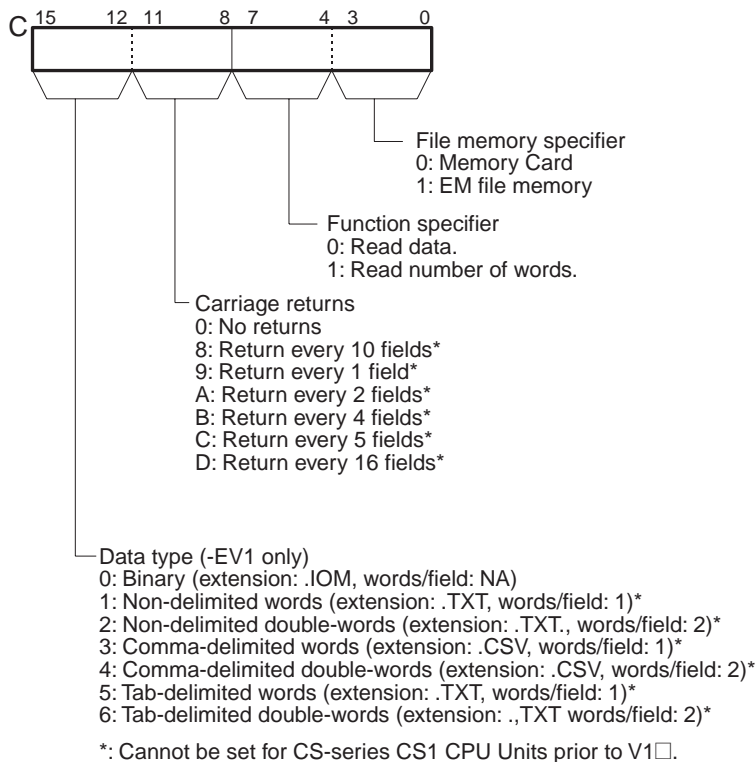 C
15 12 11 8 7 4 3 0
File memory specifier
0: Memory Card
1: EM file memory
Function specifier
0: Read data.
1: Read number of words.
Carriage returns
0: No returns
8: Return every 10 fields*
9: Return every 1 field*
A: Return every 2 fields*
B: Return every 4 fields*
C: Return every 5 fields*
D: Return every 16 fields*
Data type (-EV1 only)
0: Binary (extension: .IOM, words/field: NA)
1: Non-delimited words (extension: .TXT, words/field: 1)*
2: Non-delimited double-words (extension: .TXT., words/field: 2)*
3: Comma-delimited words (extension: .CSV, words/field: 1)*
4: Comma-delimited double-words (extension: .CSV, words/field: 2)*
5: Tab-delimited words (extension: .TXT, words/field: 1)*
6: Tab-delimited double-words (extension: .,TXT words/field: 2)*
*: Cannot be set for CS-series CS1 CPU Units prior to V1□.